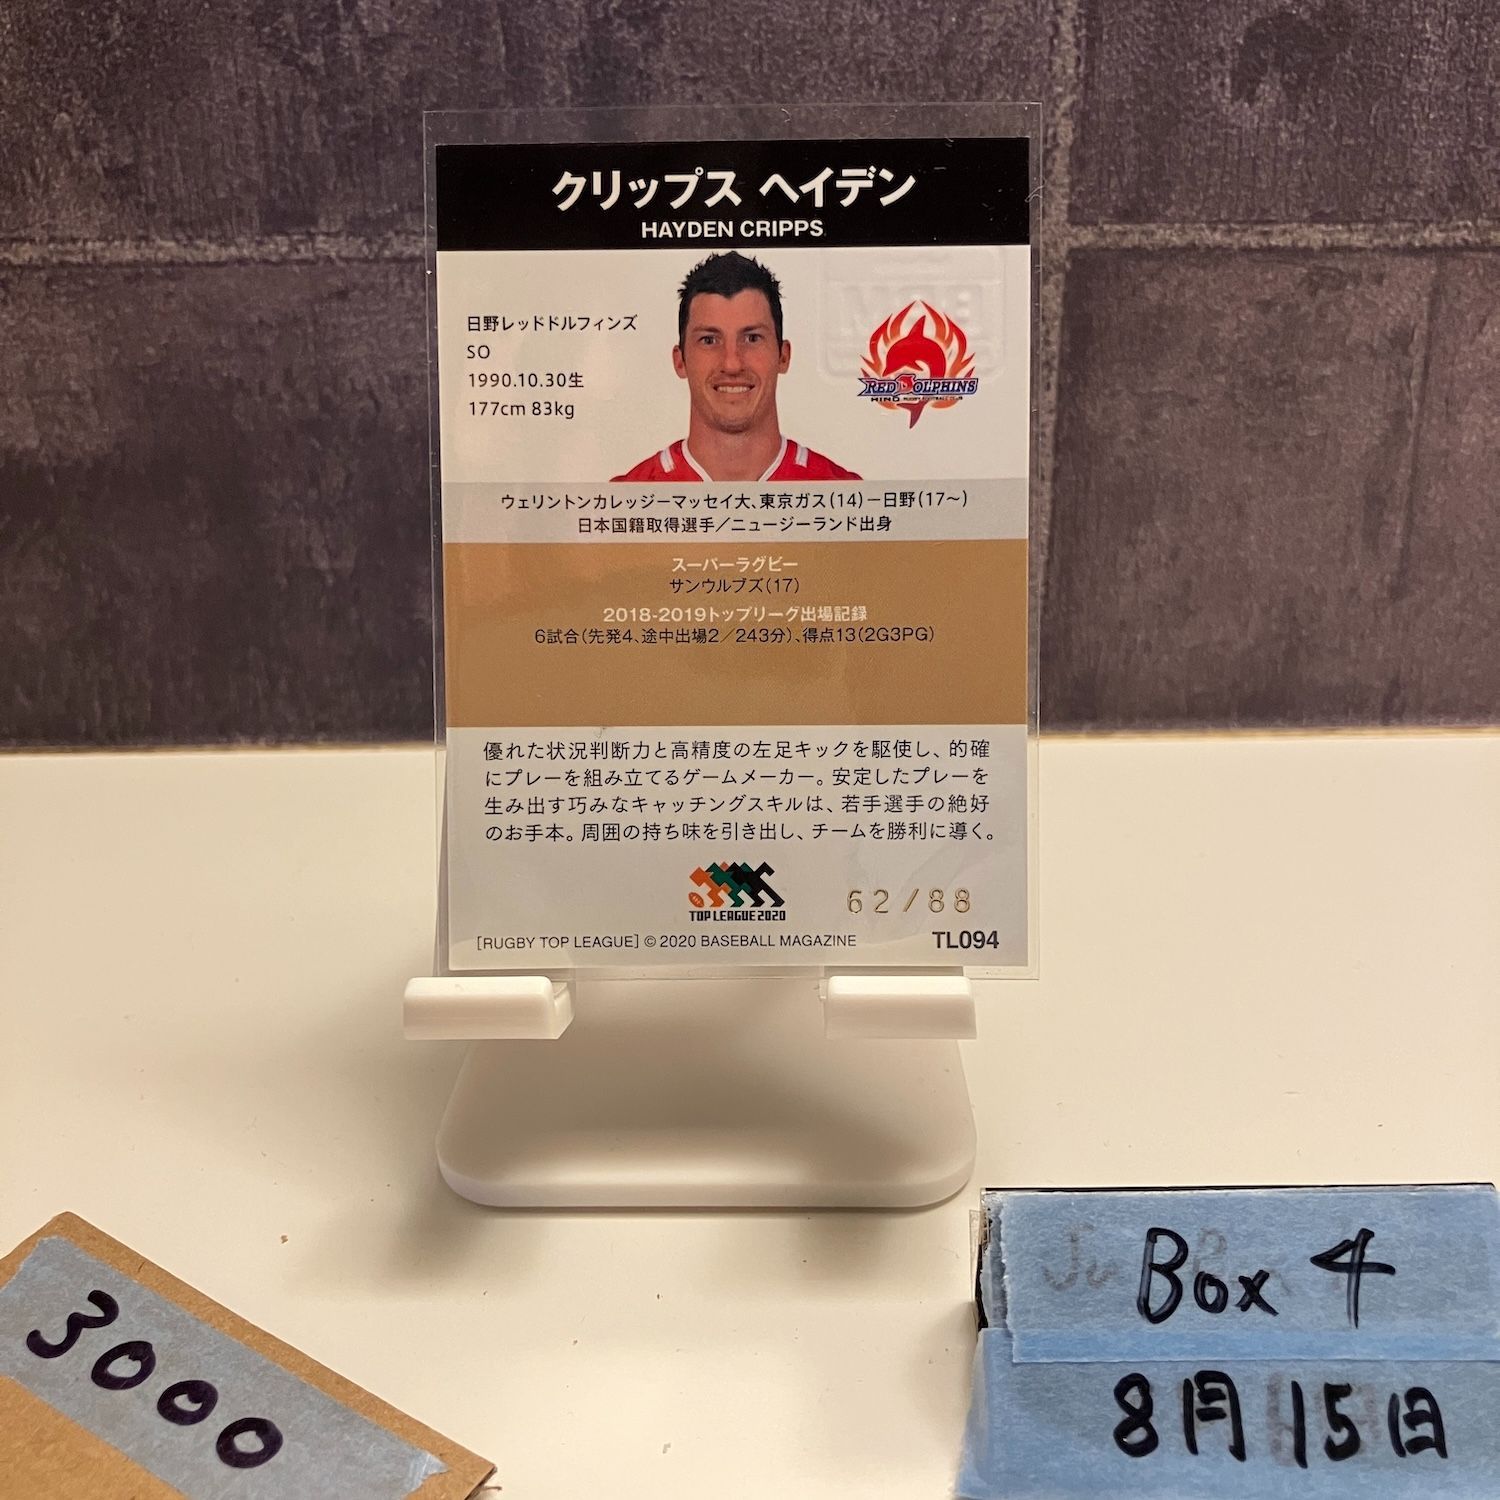 クリップス ヘイデン
HAYDEN CRIPPS
日野レッドドルフィンズ
SO
1990.10.30生
177cm 83kg
RED DOLPHINS
HINO RUGBY FOOTBALL CLUB
ウェリントンカレッジーマッセイ大、東京ガス(14)ー日野(17〜)
日本国籍取得選手／ニュージーランド出身
スーパーラグビー
サンウルブズ(17)
2018-2019トップリーグ出場記録
6試合(先発4、途中出場2／243分)、得点13(2G3PG)
優れた状況判断力と高精度の左足キックを駆使し、的確
にプレーを組み立てるゲームメーカー。安定したプレーを
生み出す巧みなキャッチングスキルは、若手選手の絶好
のお手本。周囲の持ち味を引き出し、チームを勝利に導く。
TOP LEAGUE 2020
62/88
[RUGBY TOP LEAGUE] © 2020 BASEBALL MAGAZINE
TL094
3000
Box 4
8月15日